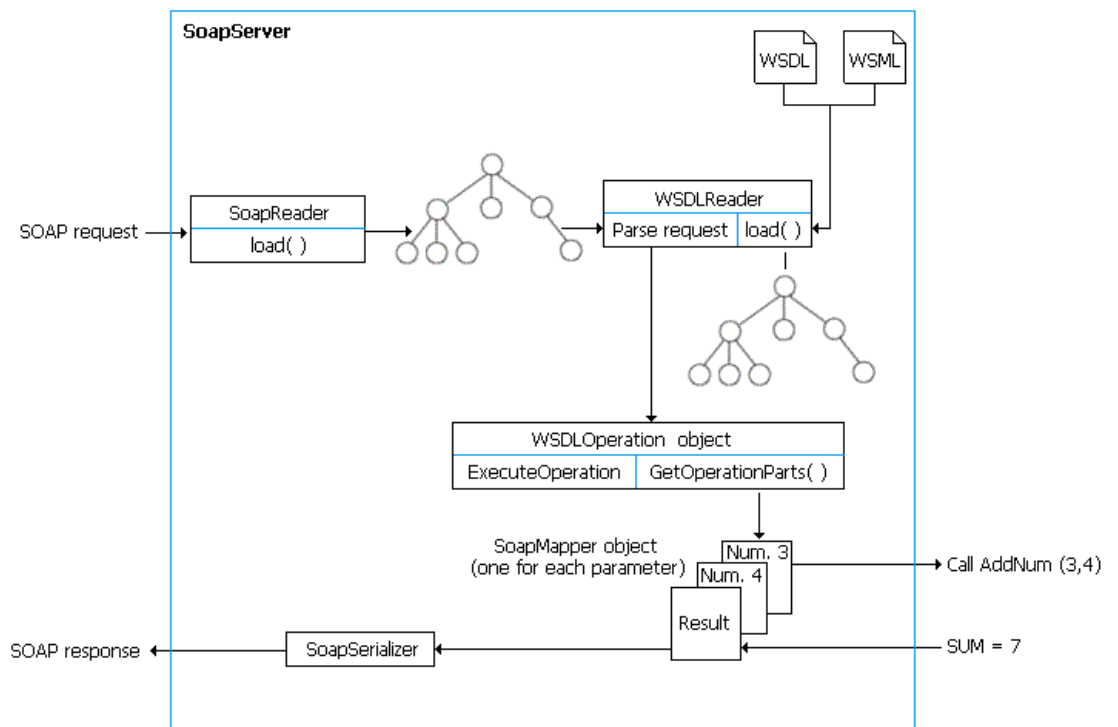 SoapServer
WSDL
WSML
SoapReader
load( )
SOAP request
WSDLReader
Parse request
load( )
WSDLOperation object
ExecuteOperation
GetOperationParts( )
SoapMapper object
(one for each parameter)
Num. 3
Num. 4
Result
Call AddNum (3,4)
SUM = 7
SoapSerializer
SOAP response